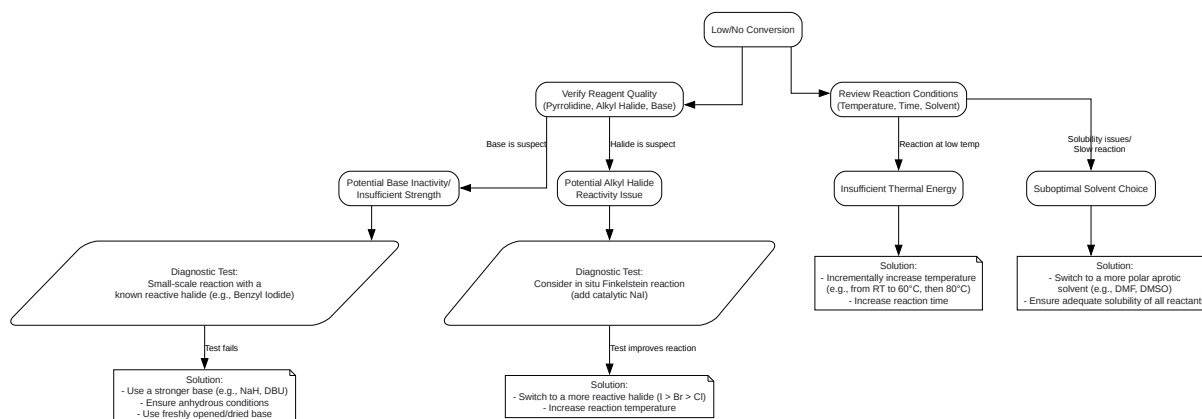 Low/No Conversion
Verify Reagent Quality
(Pyrrolidine, Alkyl Halide, Base)
Review Reaction Conditions
(Temperature, Time, Solvent)
Base is suspect
Halide is suspect
Reaction at low temp
Solubility issues/
Slow reaction
Potential Base Inactivity/
Insufficient Strength
Potential Alkyl Halide
Reactivity Issue
Insufficient Thermal Energy
Suboptimal Solvent Choice
Diagnostic Test:
Small-scale reaction with a
known reactive halide (e.g., Benzyl Iodide)
Diagnostic Test:
Consider in situ Finkelstein reaction
(add catalytic NaI)
Solution:
- Incrementally increase temperature
(e.g., from RT to 60°C, then 80°C)
- Increase reaction time
Solution:
- Switch to a more polar aprotic
solvent (e.g., DMF, DMSO)
- Ensure adequate solubility of all reactants
Test fails
Test improves reaction
Solution:
- Use a stronger base (e.g., NaH, DBU)
- Ensure anhydrous conditions
- Use freshly opened/dried base
Solution:
- Switch to a more reactive halide (I > Br > Cl)
- Increase reaction temperature